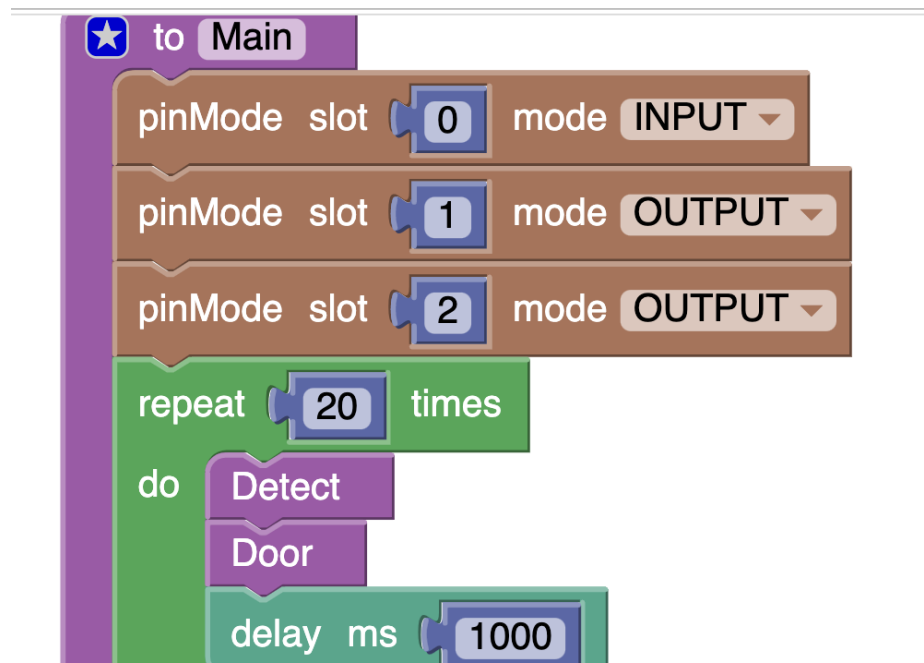 to Main
pinMode slot 0 mode INPUT
pinMode slot 1 mode OUTPUT
pinMode slot 2 mode OUTPUT
repeat 20 times
do Detect
Door
delay ms 1000